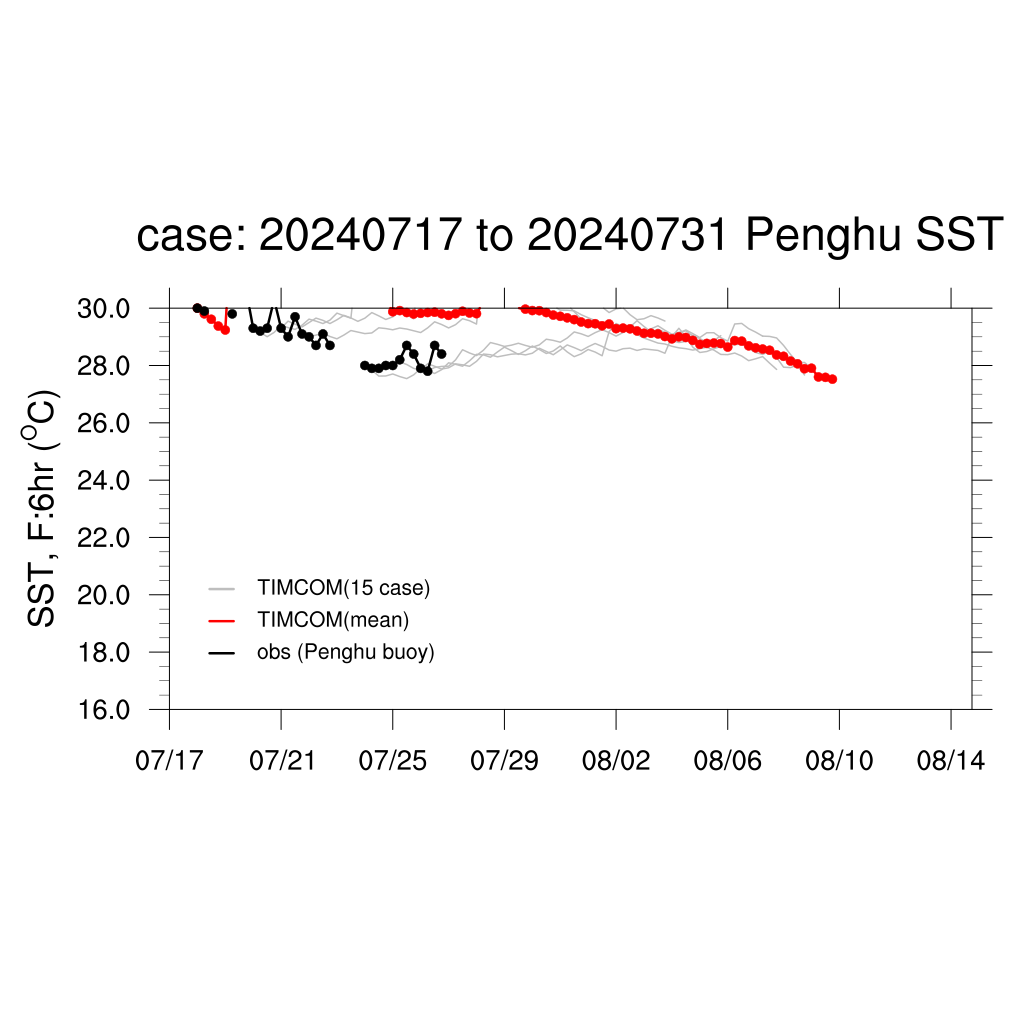 case: 20240717 to 20240731 Penghu SST
30.0
28.0
26.0
24.0
22.0
20.0
18.0
16.0
SST, F:6hr (°C)
TIMCOM(15 case)
TIMCOM(mean)
obs (Penghu buoy)
07/17 07/21 07/25 07/29 08/02 08/06 08/10 08/14